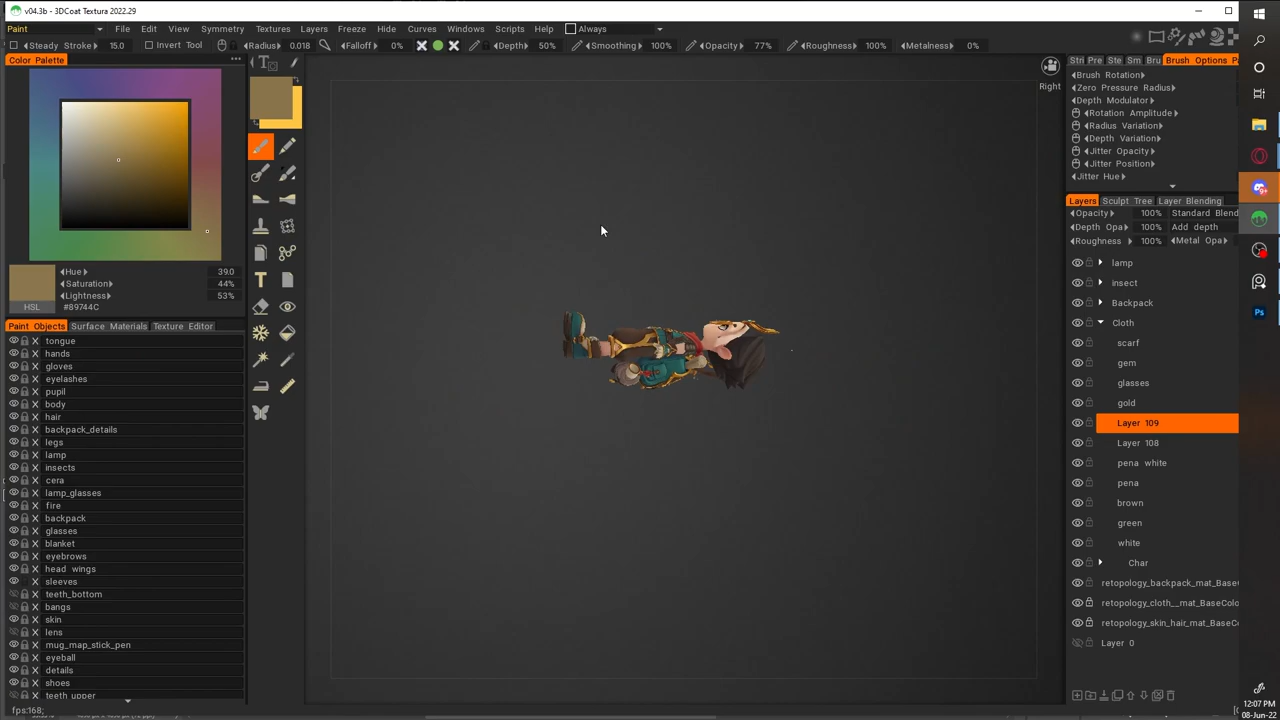 v04.3b - 3DCoat Textura 2022.29
Paint File Edit View Symmetry Textures Layers Freeze Hide Curves Windows Scripts Help Always
Steady Stroke 15.0 Invert Tool Radius 0.018 Falloff 0% Depth 50% Smoothing 100% Opacity 77% Roughness 100% Metalness 0%
Color Palette
Hue 39.0
Saturation 44%
Lightness 53%
HSL #89744C
Paint Objects Surface Materials Texture Editor
tongue
hands
gloves
eyelashes
pupil
body
hair
backpack_details
legs
lamp
insects
cera
lamp_glasses
fire
backpack
glasses
blanket
eyebrows
head wings
sleeves
teeth_bottom
bangs
skin
lens
mug_map_stick_pen
eyeball
details
shoes
teeth upper
fps:168;
Right
Stri Pre Ste Sm Bru Brush Options
Brush Rotation
Zero Pressure Radius
Depth Modulator
Rotation Amplitude
Radius Variation
Depth Variation
Jitter Opacity
Jitter Position
Jitter Hue
Layers Sculpt Tree Layer Blending
Opacity 100% Standard Blend
Depth Opa 100% Add depth
Roughness 100% Metal Opa
lamp
insect
Backpack
Cloth
scarf
gem
glasses
gold
Layer 109
Layer 108
pena white
pena
brown
green
white
Char
retopology_backpack_mat_BaseC
retopology_cloth__mat_BaseColo
retopology_skin_hair_mat_BaseC
Layer 0
Ps
12:07 PM
08-Jun-22